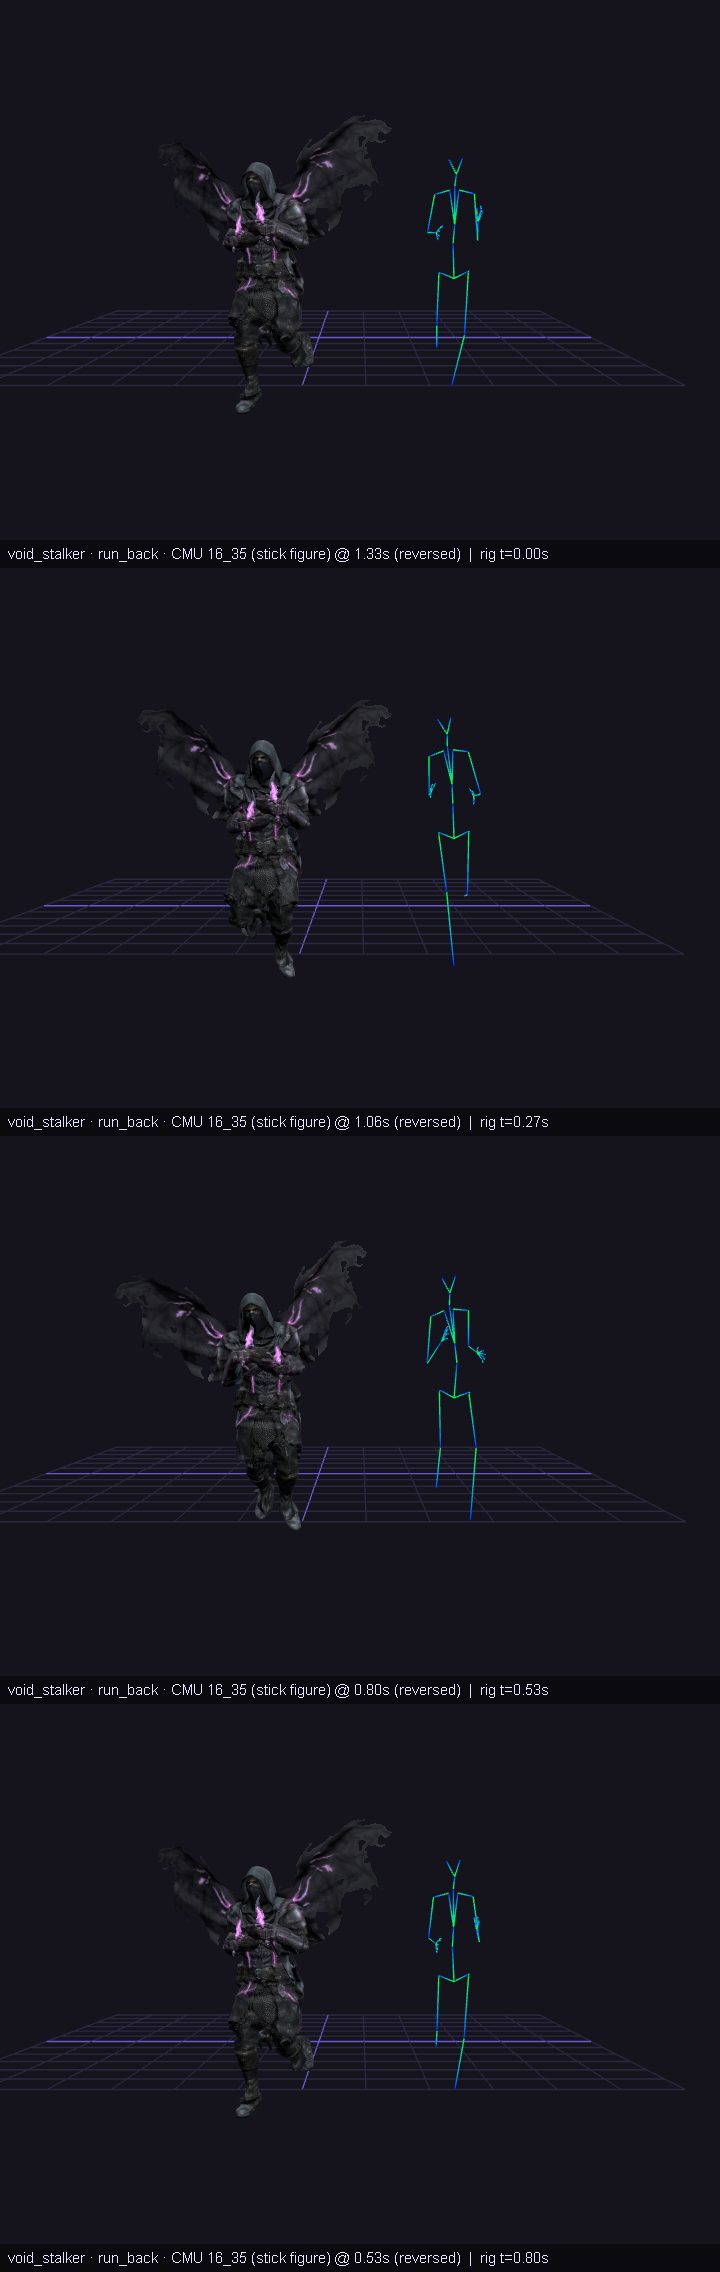 void_stalker · run_back · CMU 16_35 (stick figure) @ 1.33s (reversed) | rig t=0.00s
void_stalker · run_back · CMU 16_35 (stick figure) @ 1.06s (reversed) | rig t=0.27s
void_stalker · run_back · CMU 16_35 (stick figure) @ 0.80s (reversed) | rig t=0.53s
void_stalker · run_back · CMU 16_35 (stick figure) @ 0.53s (reversed) | rig t=0.80s